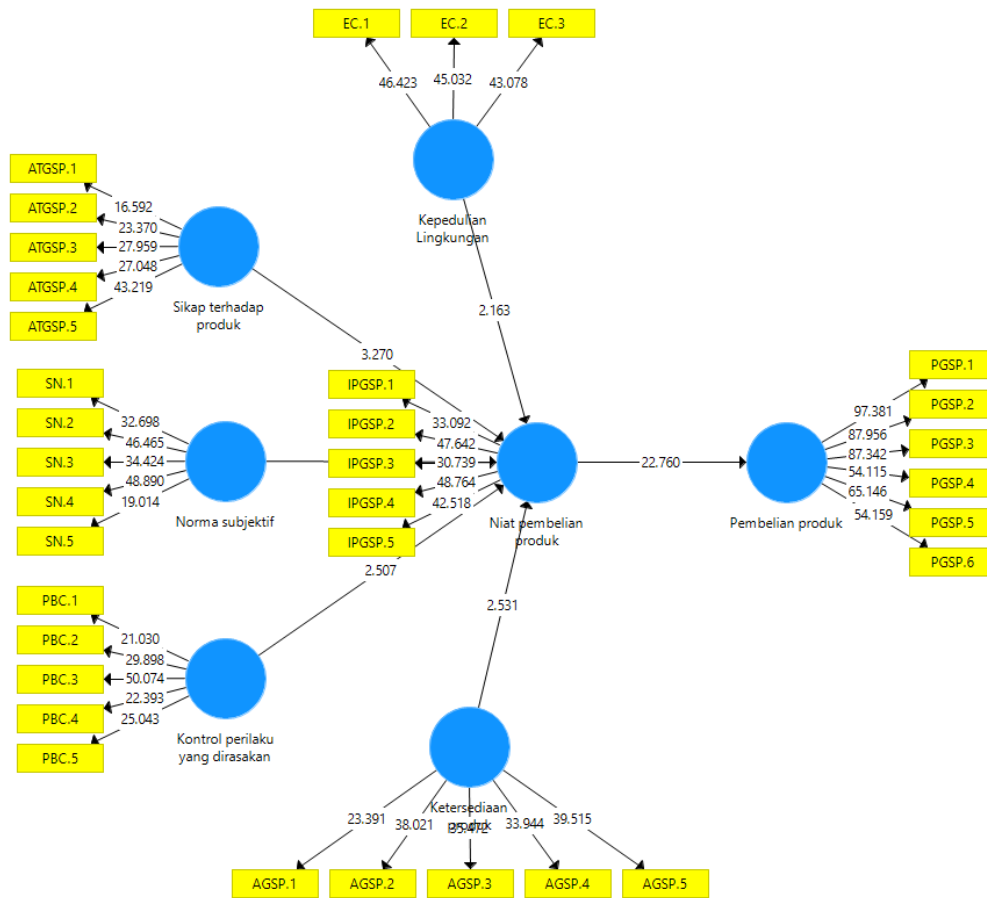 EC.1
EC.2
EC.3
46.423
45.032
43.078
Kepedulian
Lingkungan
2.163
ATGSP.1
ATGSP.2
ATGSP.3
ATGSP.4
ATGSP.5
16.592
23.370
27.959
27.048
43.219
Sikap terhadap
produk
3.270
SN.1
SN.2
SN.3
SN.4
SN.5
32.698
46.465
34.424
48.890
19.014
Norma subjektif
IPGSP.1
IPGSP.2
IPGSP.3
IPGSP.4
IPGSP.5
33.092
47.642
30.739
48.764
42.518
Niat pembelian
produk
22.760
Pembelian produk
97.381
87.956
87.342
54.115
65.146
54.159
PGSP.1
PGSP.2
PGSP.3
PGSP.4
PGSP.5
PGSP.6
PBC.1
PBC.2
PBC.3
PBC.4
PBC.5
21.030
29.898
50.074
22.393
25.043
Kontrol perilaku
yang dirasakan
2.507
2.531
Ketersediaan
produk
23.391
38.021
35.472
33.944
39.515
AGSP.1
AGSP.2
AGSP.3
AGSP.4
AGSP.5